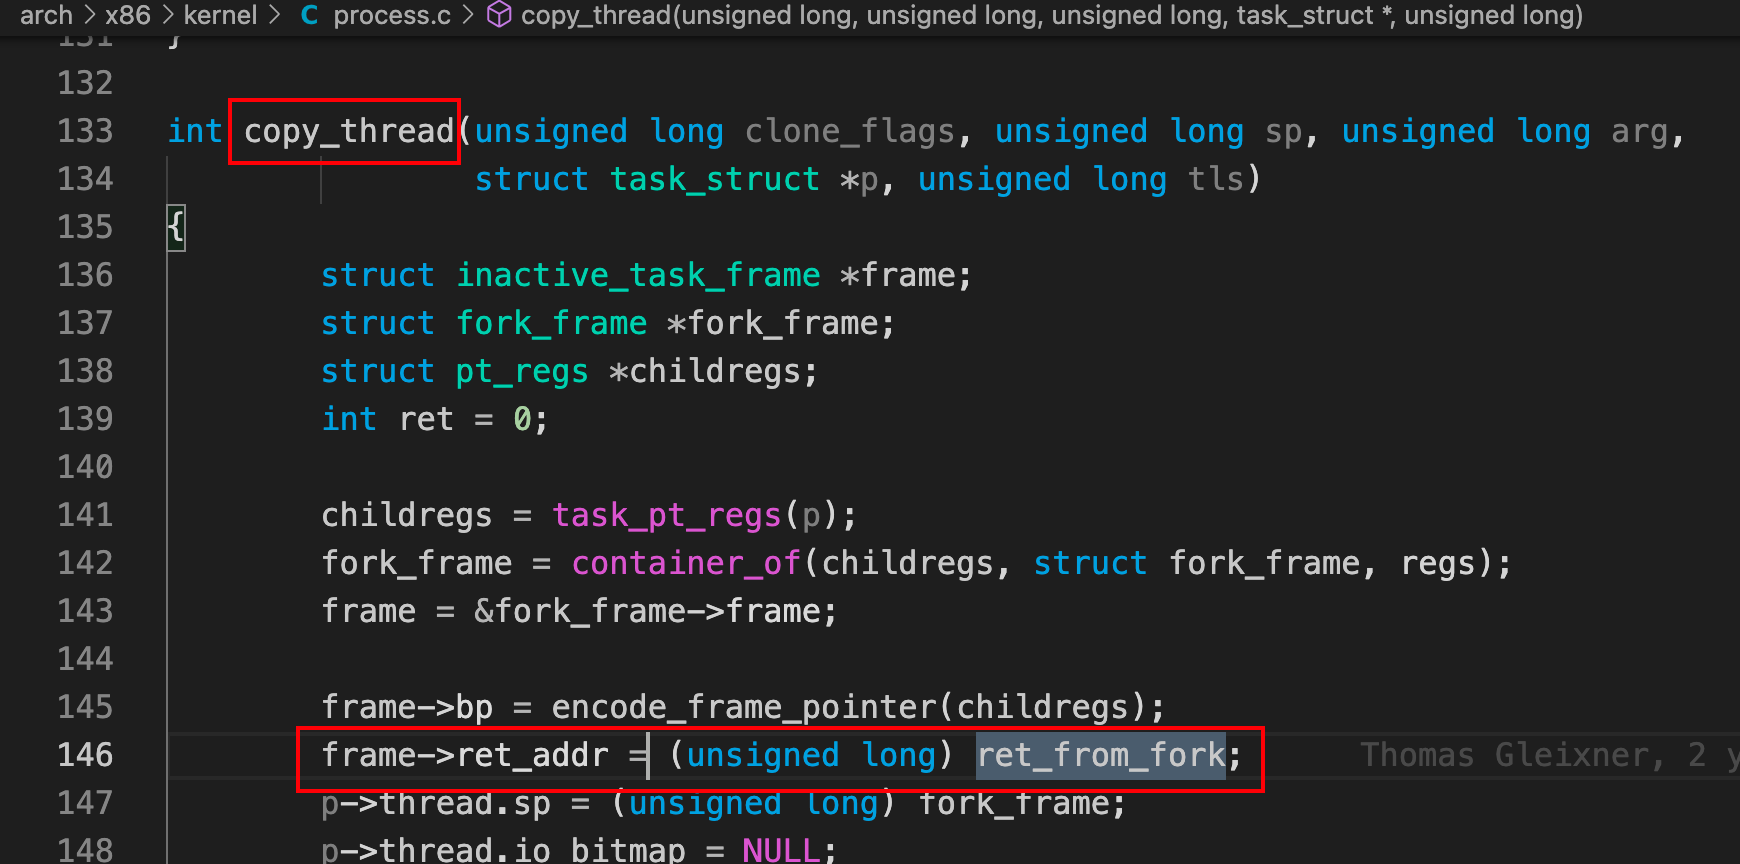 arch > x86 > kernel > C process.c > copy_thread(unsigned long, unsigned long, unsigned long, task_struct *, unsigned long)
131 }
132
133 int copy_thread(unsigned long clone_flags, unsigned long sp, unsigned long arg,
134 struct task_struct *p, unsigned long tls)
135 {
136 struct inactive_task_frame *frame;
137 struct fork_frame *fork_frame;
138 struct pt_regs *childregs;
139 int ret = 0;
140
141 childregs = task_pt_regs(p);
142 fork_frame = container_of(childregs, struct fork_frame, regs);
143 frame = &fork_frame->frame;
144
145 frame->bp = encode_frame_pointer(childregs);
146 frame->ret_addr = (unsigned long) ret_from_fork; Thomas Gleixner, 2 y
147 p->thread.sp = (unsigned long) fork_frame;
148 p->thread.io_bitmap = NULL;